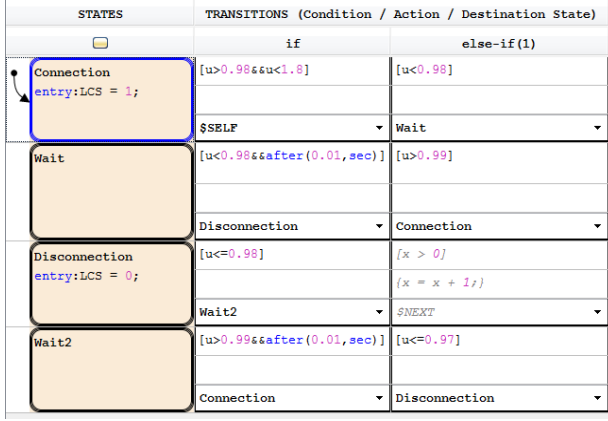 STATES TRANSITIONS (Condition / Action / Destination State)
if else-if(1)
Connection [u>0.98&&u<1.8] [u<0.98]
entry:LCS = 1;
$SELF Wait
Wait [u<0.98&&after(0.01,sec)] [u>0.99]
Disconnection Connection
Disconnection [u<=0.98] [x > 0]
entry:LCS = 0; {x = x + 1;}
Wait2 $NEXT
Wait2 [u>0.99&&after(0.01,sec)] [u<=0.97]
Connection Disconnection